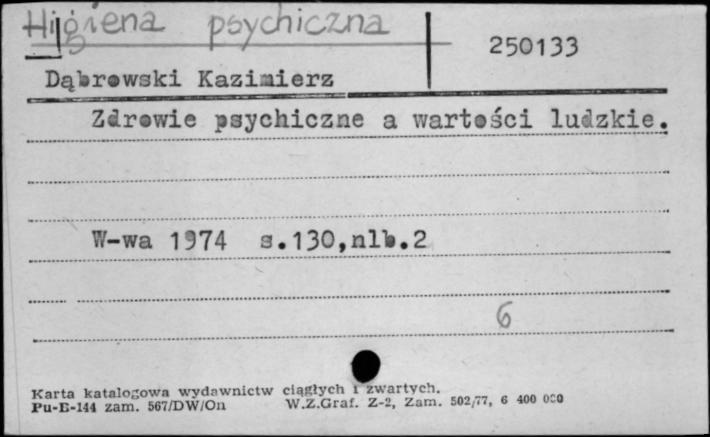 Higiena psychiczna
250133
Dąbrowski Kazimierz
Zdrowie psychiczne a wartości ludzkie.
W-wa 1974 s.130,nlb.2
6
Karta katalogowa wydawnictw ciągłych i zwartych.
Pu-B-144 zam. 567/DW/On W.Z.Graf. Z-2, Zam. 502/77, 6 400 000